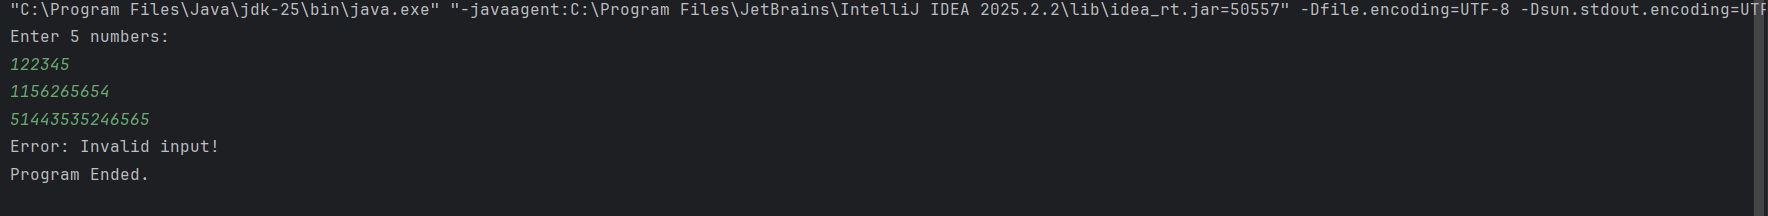 "C:\Program Files\Java\jdk-25\bin\java.exe" "-javaagent:C:\Program Files\JetBrains\IntelliJ IDEA 2025.2.2\lib\idea_rt.jar=50557" -Dfile.encoding=UTF-8 -Dsun.stdout.encoding=UTF
Enter 5 numbers:
122345
1156265654
51443535246565
Error: Invalid input!
Program Ended.